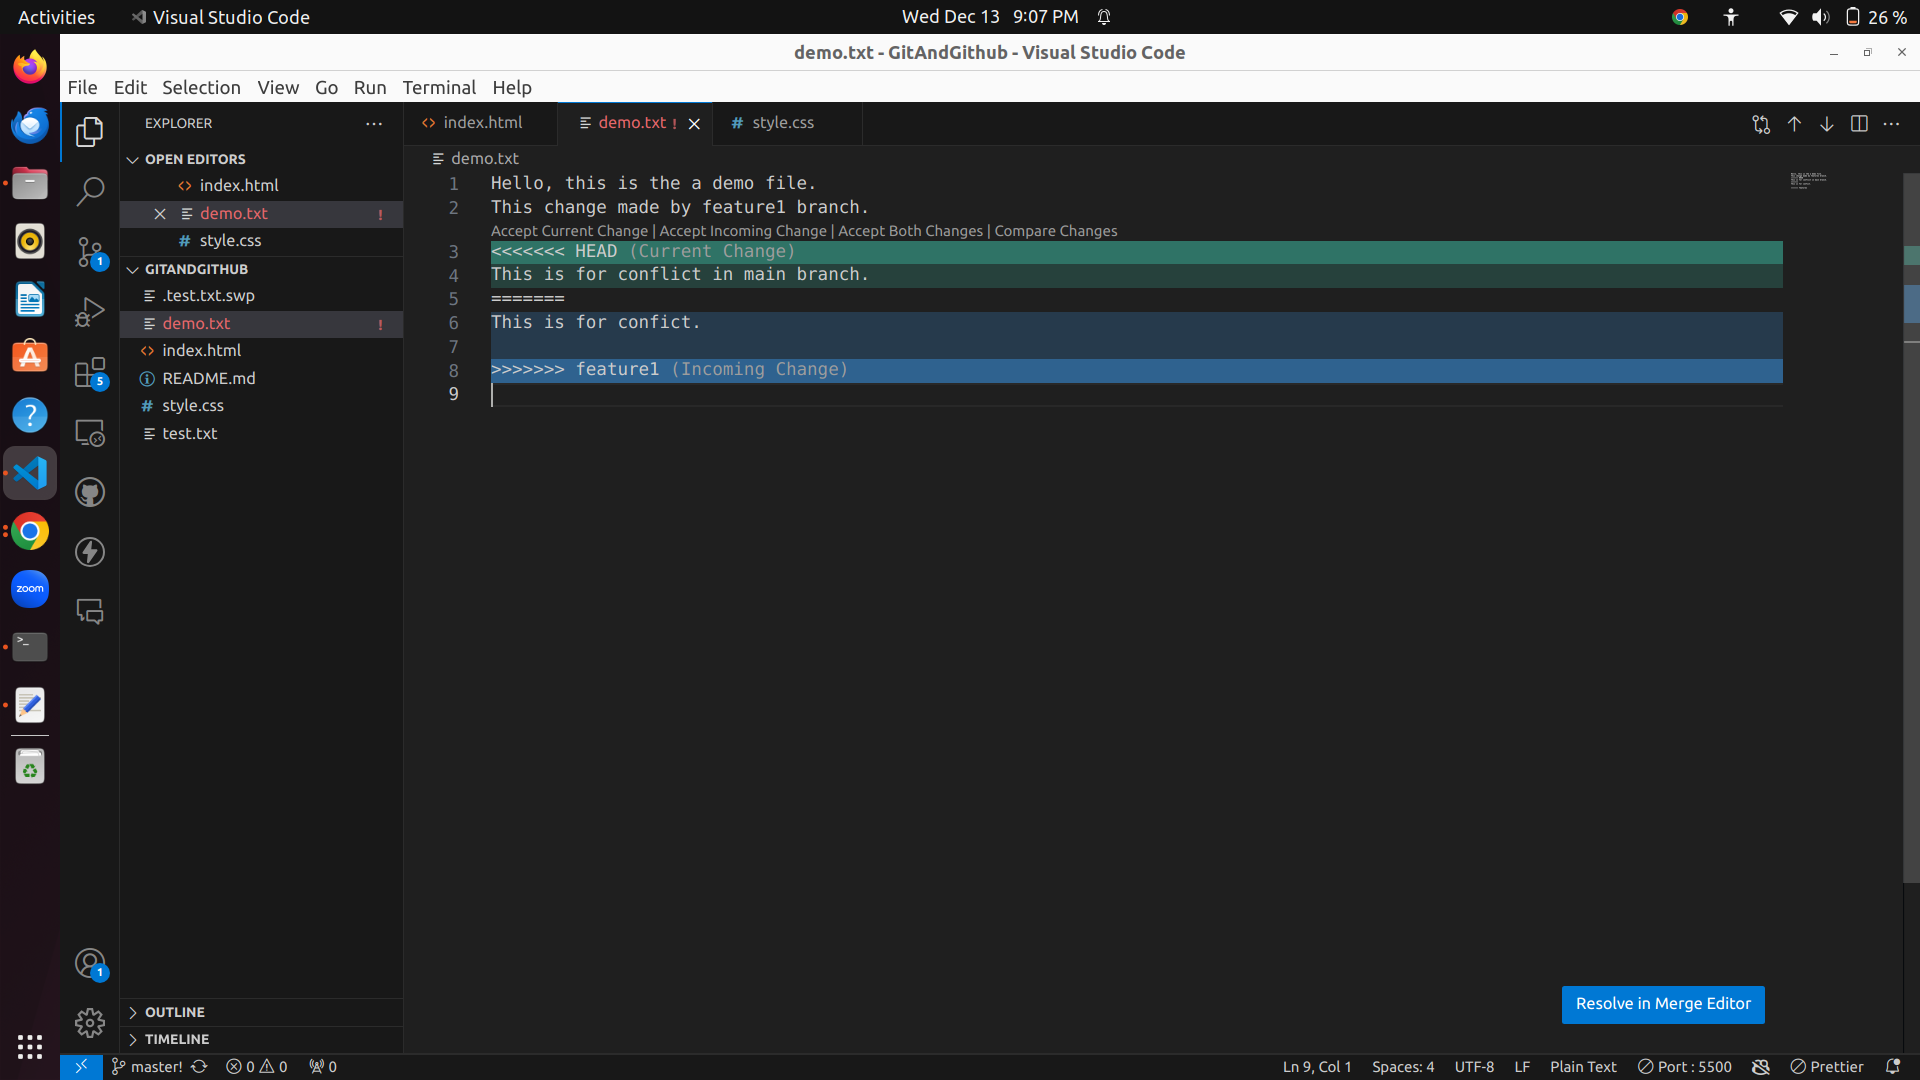 Activities Visual Studio Code Wed Dec 13 9:07 PM 26 %
demo.txt - GitAndGithub - Visual Studio Code
File Edit Selection View Go Run Terminal Help
EXPLORER
OPEN EDITORS
index.html
demo.txt !
style.css
GITANDGITHUB
.test.txt.swp
demo.txt !
index.html
README.md
style.css
test.txt
OUTLINE
TIMELINE
1
5
1
zoom
index.html demo.txt ! style.css
demo.txt
1 Hello, this is the a demo file.
2 This change made by feature1 branch.
Accept Current Change | Accept Incoming Change | Accept Both Changes | Compare Changes
3 <<<<<<< HEAD (Current Change)
4 This is for conflict in main branch.
5 =======
6 This is for confict.
7
8 >>>>>>> feature1 (Incoming Change)
9
Resolve in Merge Editor
master! 0 0 0 Ln 9, Col 1 Spaces: 4 UTF-8 LF Plain Text Port : 5500 Prettier